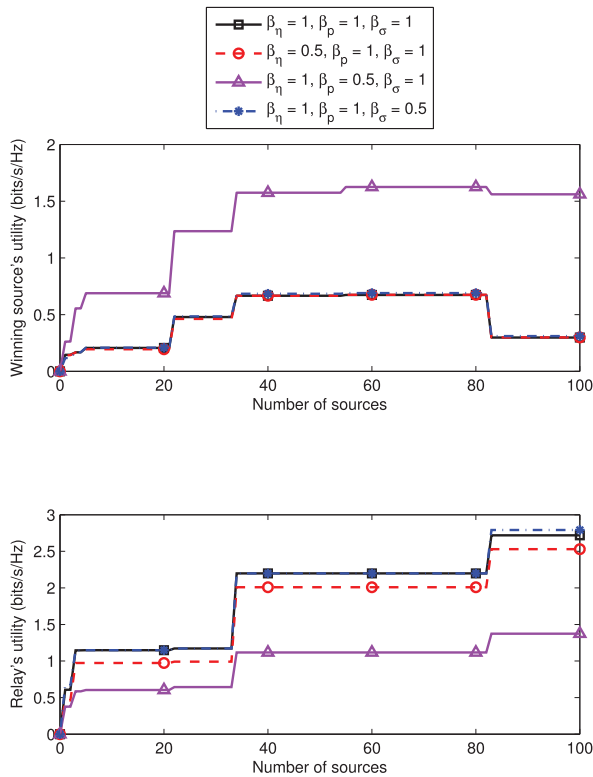 β_η = 1, β_p = 1, β_σ = 1
β_η = 0.5, β_p = 1, β_σ = 1
β_η = 1, β_p = 0.5, β_σ = 1
β_η = 1, β_p = 1, β_σ = 0.5
Winning source's utility (bits/s/Hz)
2
1.5
1
0.5
0
0 20 40 60 80 100
Number of sources
Relay's utility (bits/s/Hz)
3
2.5
2
1.5
1
0.5
0
0 20 40 60 80 100
Number of sources